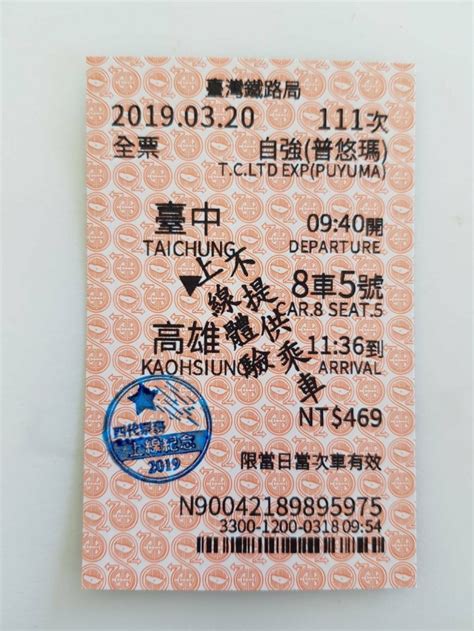 臺灣鐵路局
2019.03.20 111次
全票 自強(普悠瑪)
T.C.LTD EXP(PUYUMA)
臺中 09:40開
TAICHUNG DEPARTURE
8車5號
CAR.8 SEAT.5
高雄 11:36到
KAOHSIUNG ARRIVAL
上線體驗
不提供乘車
NT$469
四代票務
上線紀念
2019
限當日當次車有效
N90042189895975
3300-1200-0318 09:54